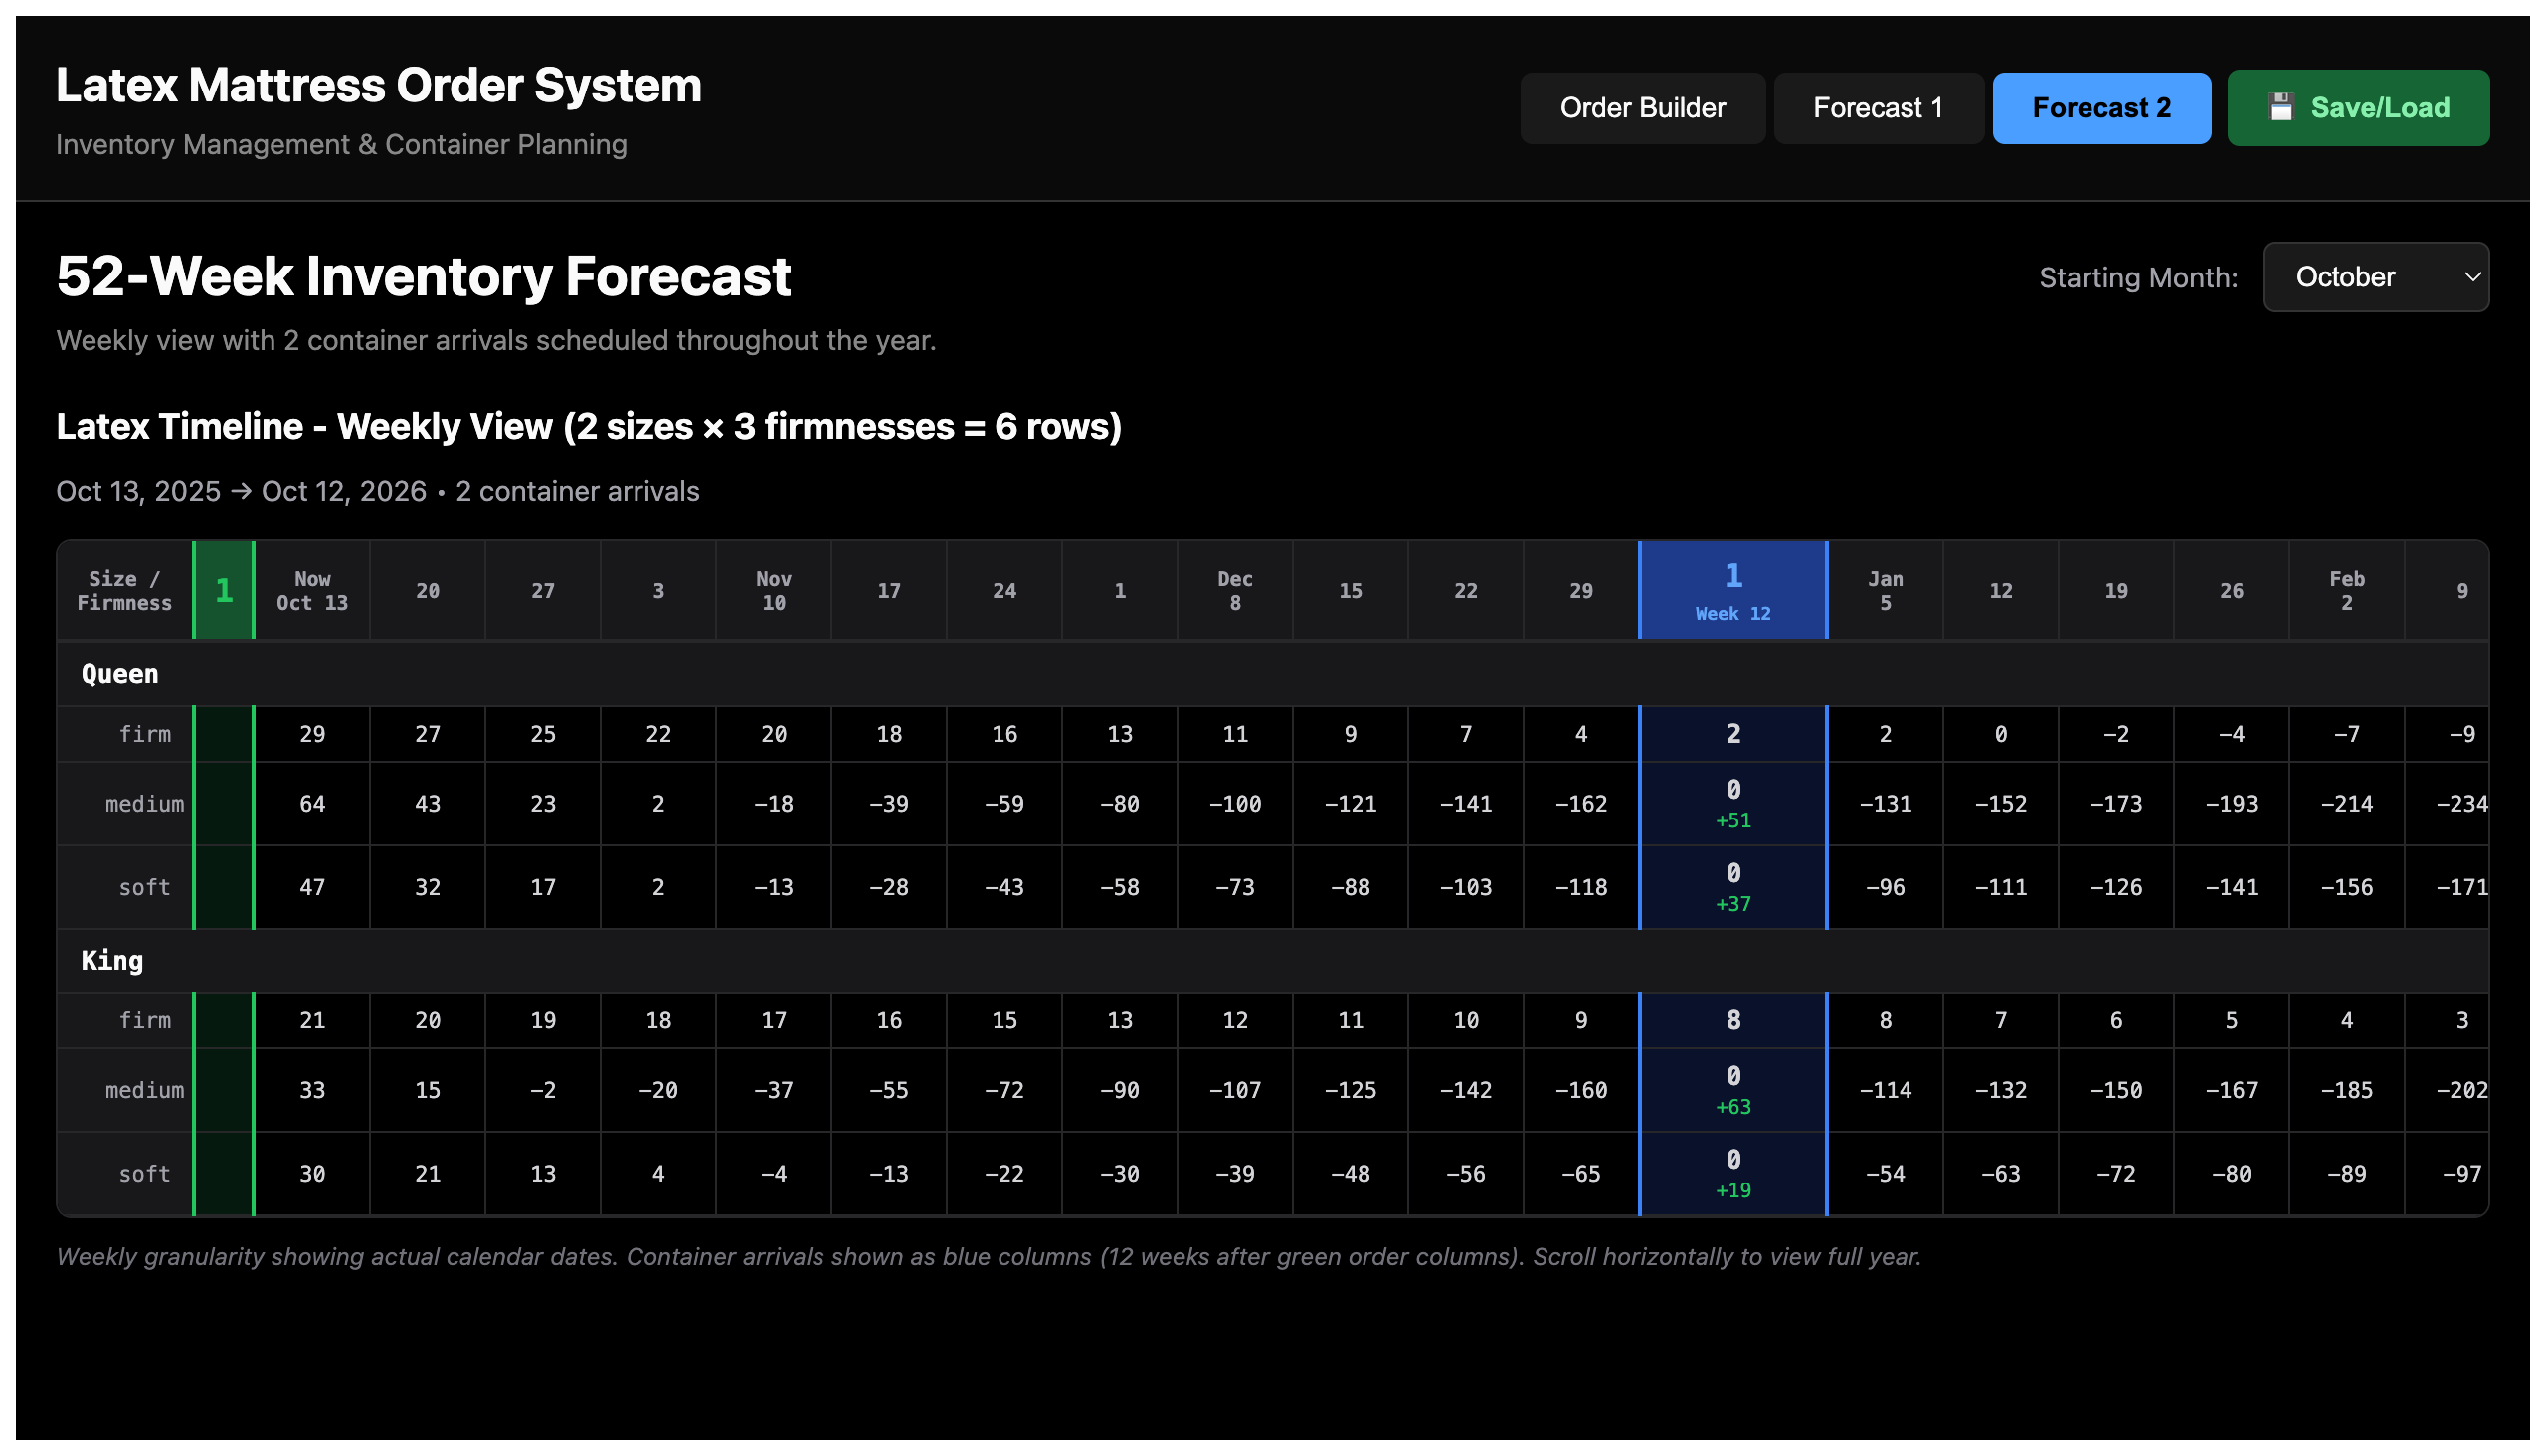 Latex Mattress Order System
Inventory Management & Container Planning
Order Builder Forecast 1 Forecast 2 💾 Save/Load
52-Week Inventory Forecast
Starting Month: October
Weekly view with 2 container arrivals scheduled throughout the year.
Latex Timeline - Weekly View (2 sizes × 3 firmnesses = 6 rows)
Oct 13, 2025 → Oct 12, 2026 • 2 container arrivals
Size / Firmness 1 Now Oct 13 20 27 3 Nov 10 17 24 1 Dec 8 15 22 29 1 Week 12 Jan 5 12 19 26 Feb 2 9
Queen
firm 29 27 25 22 20 18 16 13 11 9 7 4 2 2 0 −2 −4 −7 −9
medium 64 43 23 2 −18 −39 −59 −80 −100 −121 −141 −162 0 +51 −131 −152 −173 −193 −214 −234
soft 47 32 17 2 −13 −28 −43 −58 −73 −88 −103 −118 0 +37 −96 −111 −126 −141 −156 −171
King
firm 21 20 19 18 17 16 15 13 12 11 10 9 8 8 7 6 5 4 3
medium 33 15 −2 −20 −37 −55 −72 −90 −107 −125 −142 −160 0 +63 −114 −132 −150 −167 −185 −202
soft 30 21 13 4 −4 −13 −22 −30 −39 −48 −56 −65 0 +19 −54 −63 −72 −80 −89 −97
Weekly granularity showing actual calendar dates. Container arrivals shown as blue columns (12 weeks after green order columns). Scroll horizontally to view full year.